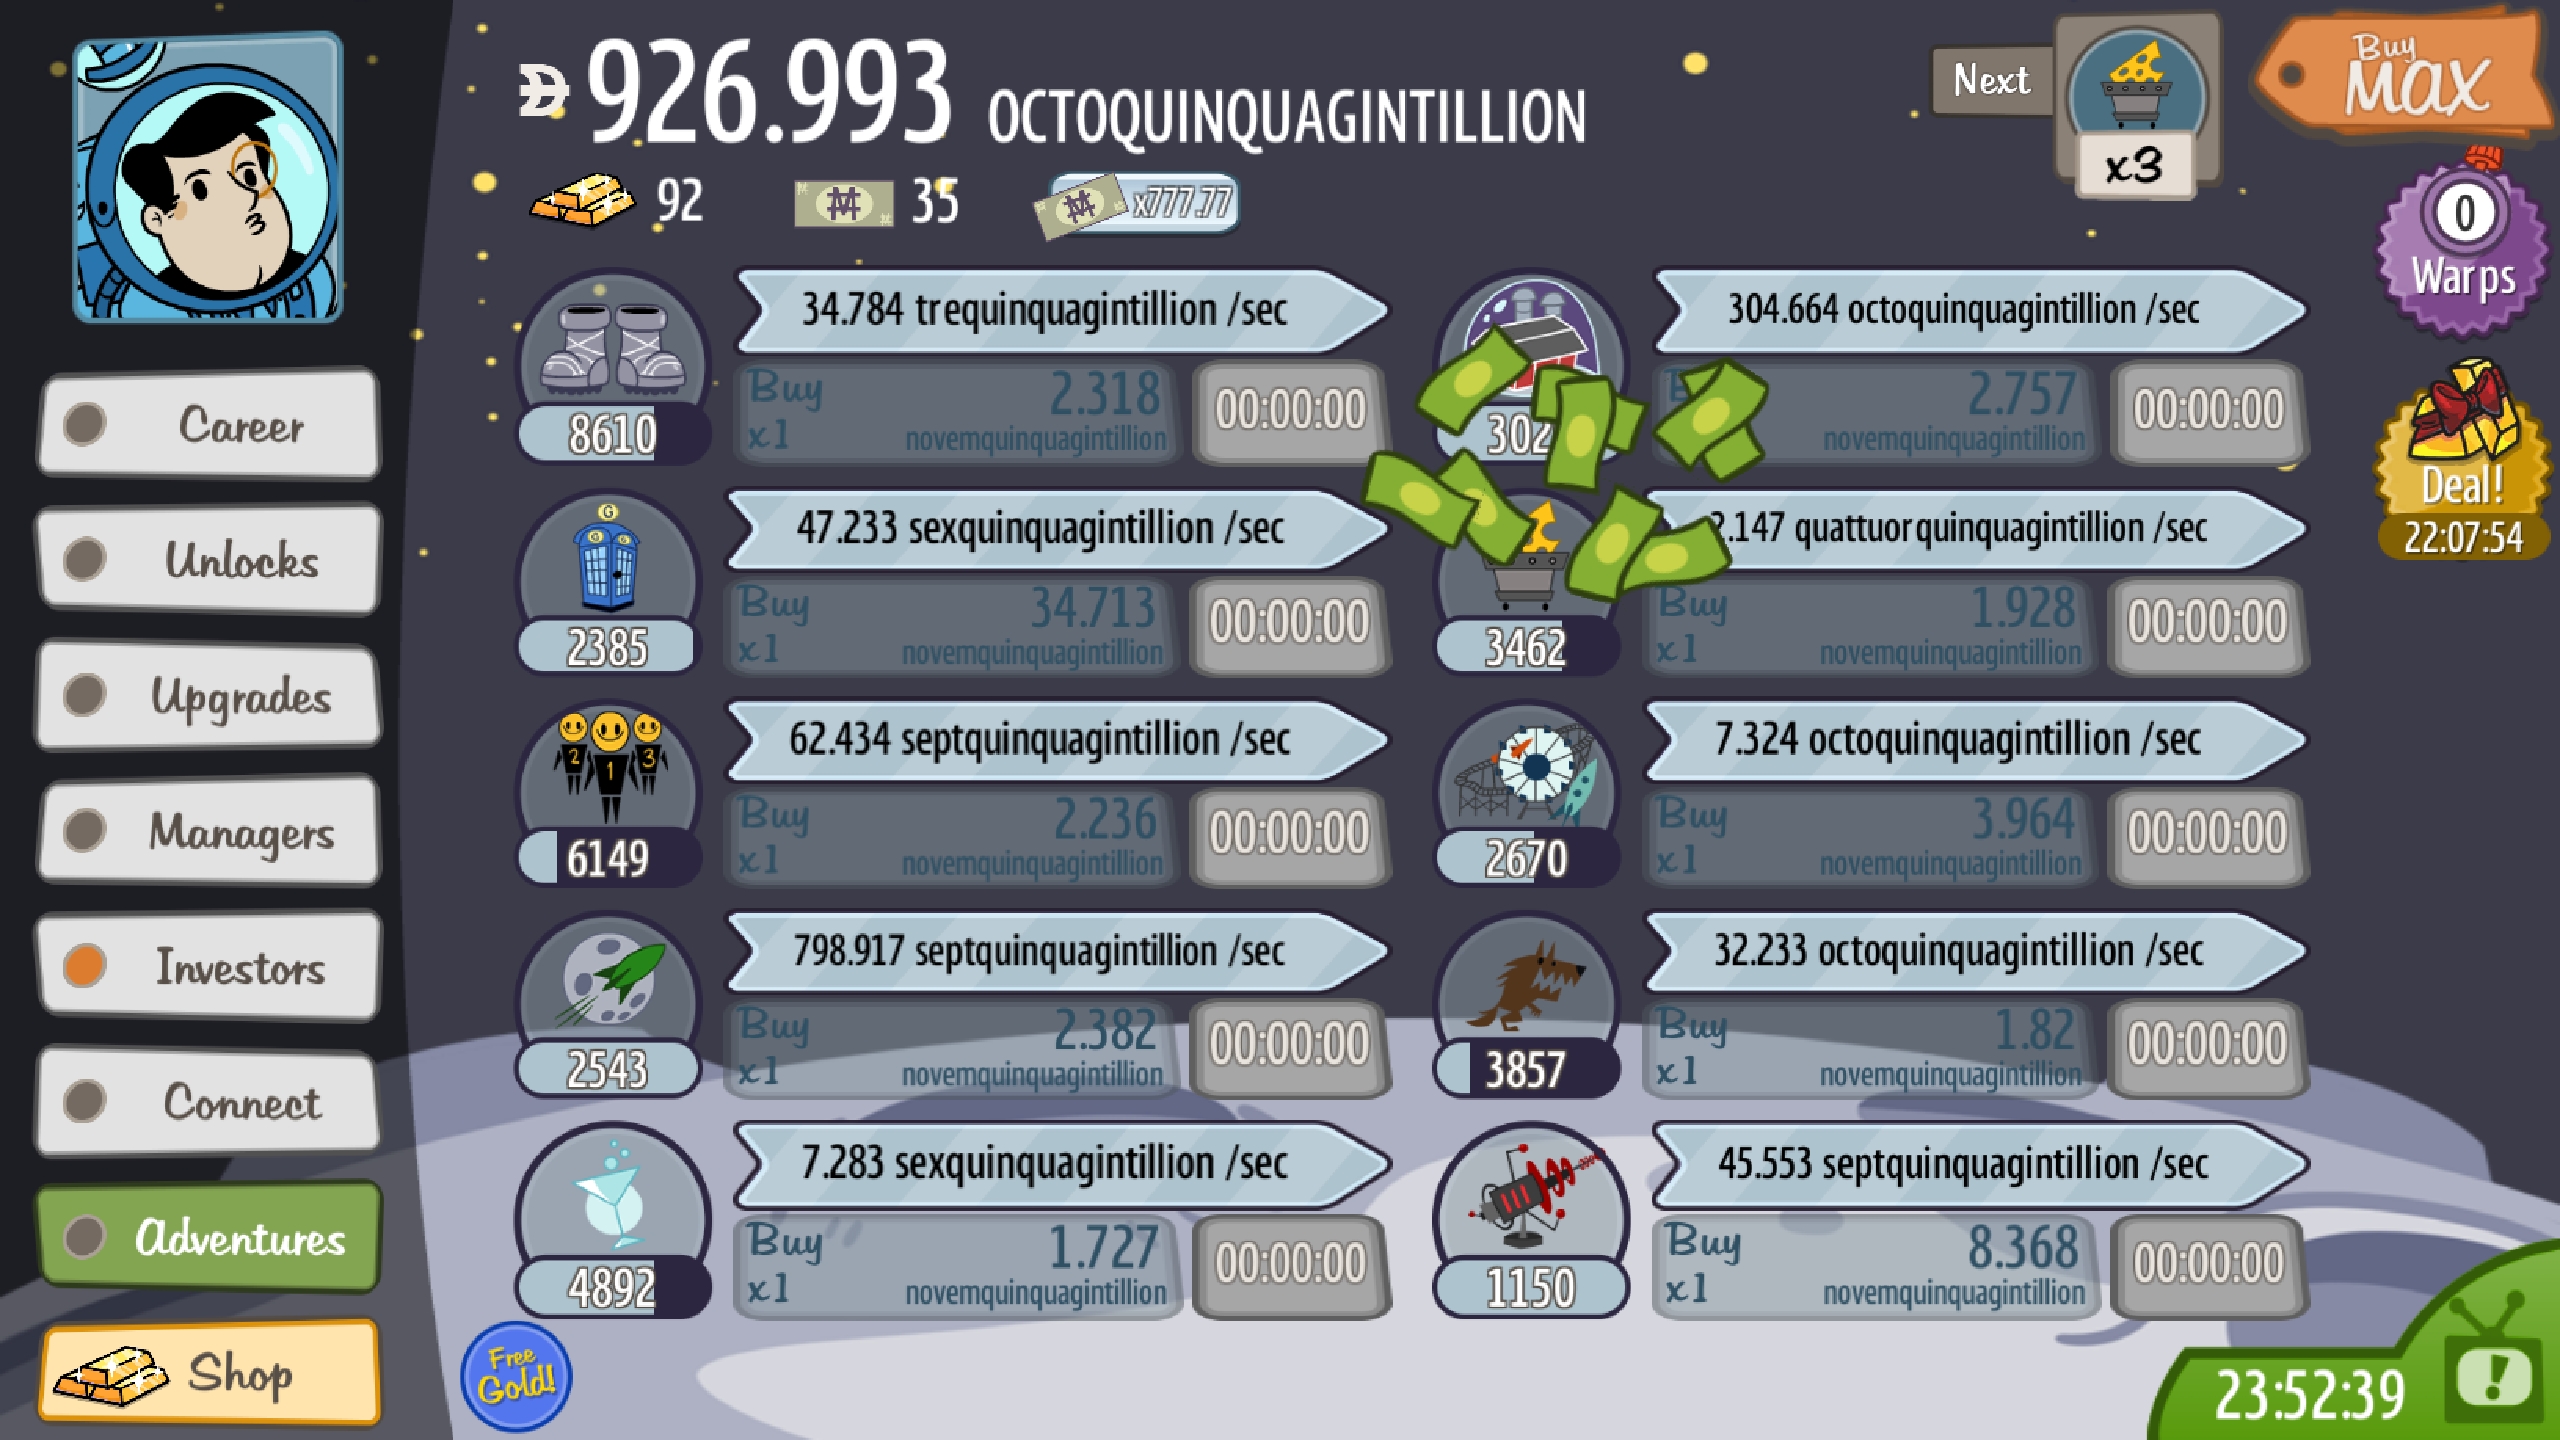 926.993 OCTOQUINQUAGINTILLION
92
35
x777.77
Next
x3
Buy
MAX
0
Warps
Deal!
22:07:54
Career
Unlocks
Upgrades
Managers
Investors
Connect
Adventures
Shop
34.784 trequinquagintillion /sec
Buy 2.318
x1 novemquinquagintillion
00:00:00
8610
G
G G
47.233 sexquinquagintillion /sec
Buy 34.713
x1 novemquinquagintillion
00:00:00
2385
2 1 3
62.434 septquinquagintillion /sec
Buy 2.236
x1 novemquinquagintillion
00:00:00
6149
798.917 septquinquagintillion /sec
Buy 2.382
x1 novemquinquagintillion
00:00:00
2543
7.283 sexquinquagintillion /sec
Buy 1.727
x1 novemquinquagintillion
00:00:00
4892
304.664 octoquinquagintillion /sec
2.757
novemquinquagintillion
00:00:00
quattuorquinquagintillion /sec
Buy 1.928
x1 novemquinquagintillion
00:00:00
3462
7.324 octoquinquagintillion /sec
Buy 3.964
x1 novemquinquagintillion
00:00:00
2670
32.233 octoquinquagintillion /sec
Buy 1.82
x1 novemquinquagintillion
00:00:00
3857
45.553 septquinquagintillion /sec
Buy 8.368
x1 novemquinquagintillion
00:00:00
1150
Free
Gold!
23:52:39
!